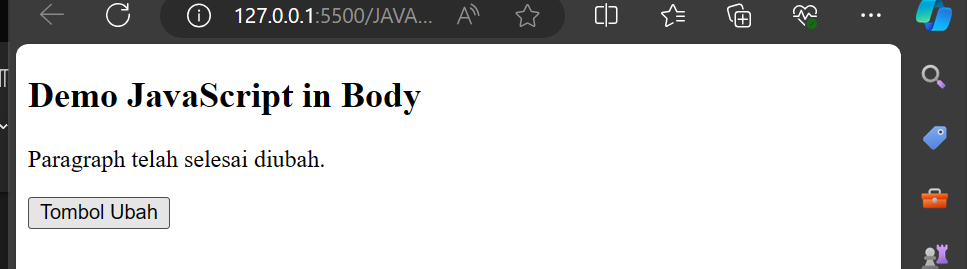 127.0.0.1:5500/JAVA...
Demo JavaScript in Body
Paragraph telah selesai diubah.
Tombol Ubah